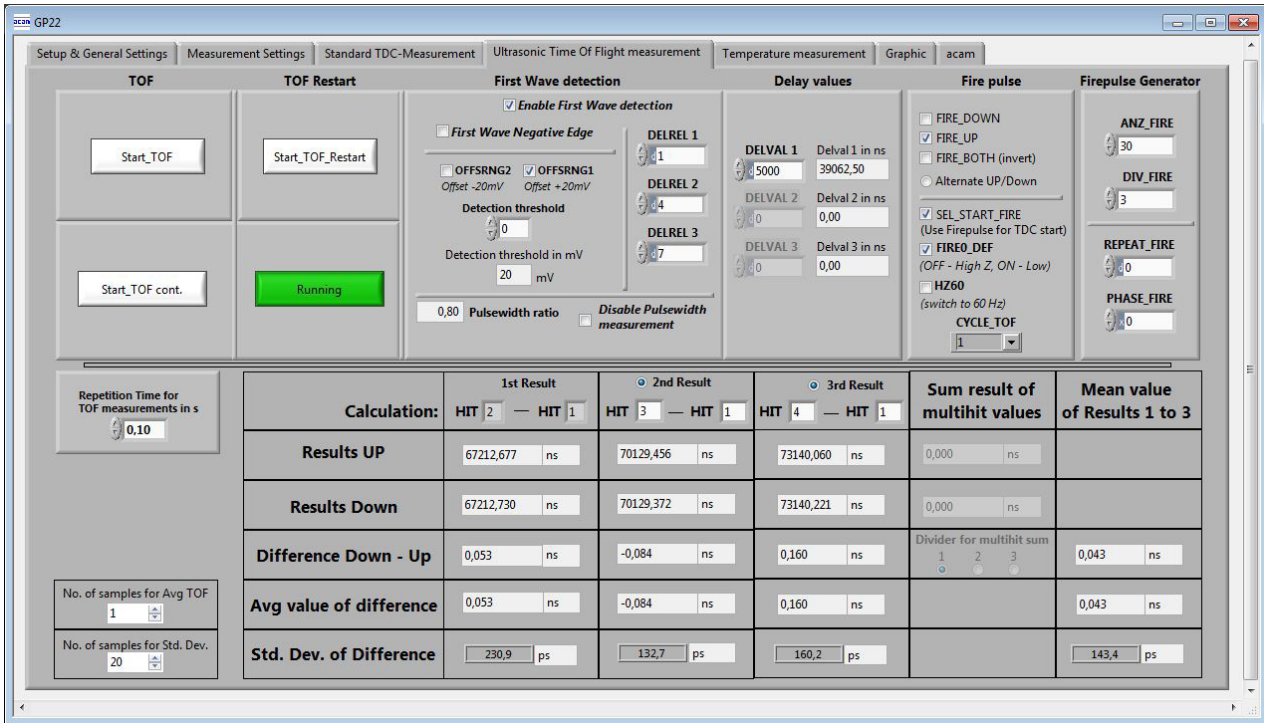 acam GP22
Setup & General Settings Measurement Settings Standard TDC-Measurement Ultrasonic Time Of Flight measurement Temperature measurement Graphic acam
TOF TOF Restart First Wave detection Delay values Fire pulse Firepulse Generator
Start_TOF
Start_TOF_Restart
Start_TOF cont.
Running
Enable First Wave detection
First Wave Negative Edge
OFFSRNG2 OFFSRNG1
Offset -20mV Offset +20mV
Detection threshold
0
Detection threshold in mV
20 mV
DELREL 1
d 1
DELREL 2
d 4
DELREL 3
d 7
0,80 Pulsewidth ratio
Disable Pulsewidth
measurement
DELVAL 1 Delval 1 in ns
d 5000 39062,50
DELVAL 2 Delval 2 in ns
d 0 0,00
DELVAL 3 Delval 3 in ns
d 0 0,00
FIRE_DOWN
FIRE_UP
FIRE_BOTH (invert)
Alternate UP/Down
SEL_START_FIRE
(Use Firepulse for TDC start)
FIRE0_DEF
(OFF - High Z, ON - Low)
HZ60
(switch to 60 Hz)
CYCLE_TOF
1
ANZ_FIRE
30
DIV_FIRE
3
REPEAT_FIRE
0
PHASE_FIRE
0
Repetition Time for
TOF measurements in s
0,10
Calculation:
1st Result
HIT 2 — HIT 1
2nd Result
HIT 3 — HIT 1
3rd Result
HIT 4 — HIT 1
Sum result of
multihit values
Mean value
of Results 1 to 3
Results UP 67212,677 ns 70129,456 ns 73140,060 ns 0,000 ns
Results Down 67212,730 ns 70129,372 ns 73140,221 ns 0,000 ns
Difference Down - Up 0,053 ns -0,084 ns 0,160 ns
Divider for multihit sum
1 2 3
0,043 ns
No. of samples for Avg TOF
1
Avg value of difference 0,053 ns -0,084 ns 0,160 ns 0,043 ns
No. of samples for Std. Dev.
20
Std. Dev. of Difference 230,9 ps 132,7 ps 160,2 ps 143,4 ps